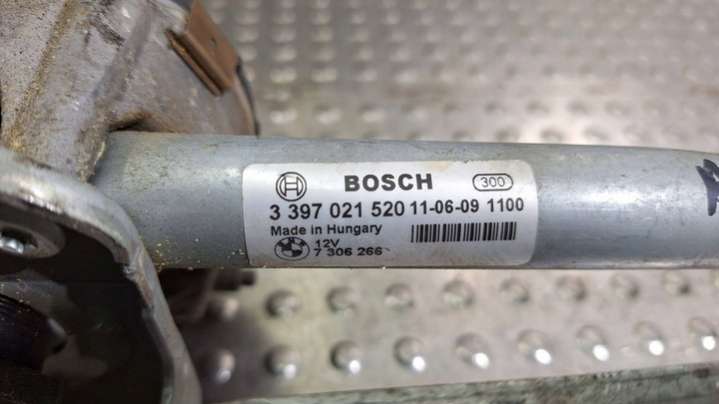 BOSCH 300
3 397 021 520 11-06-09 1100
Made in Hungary
12V
7 306 266